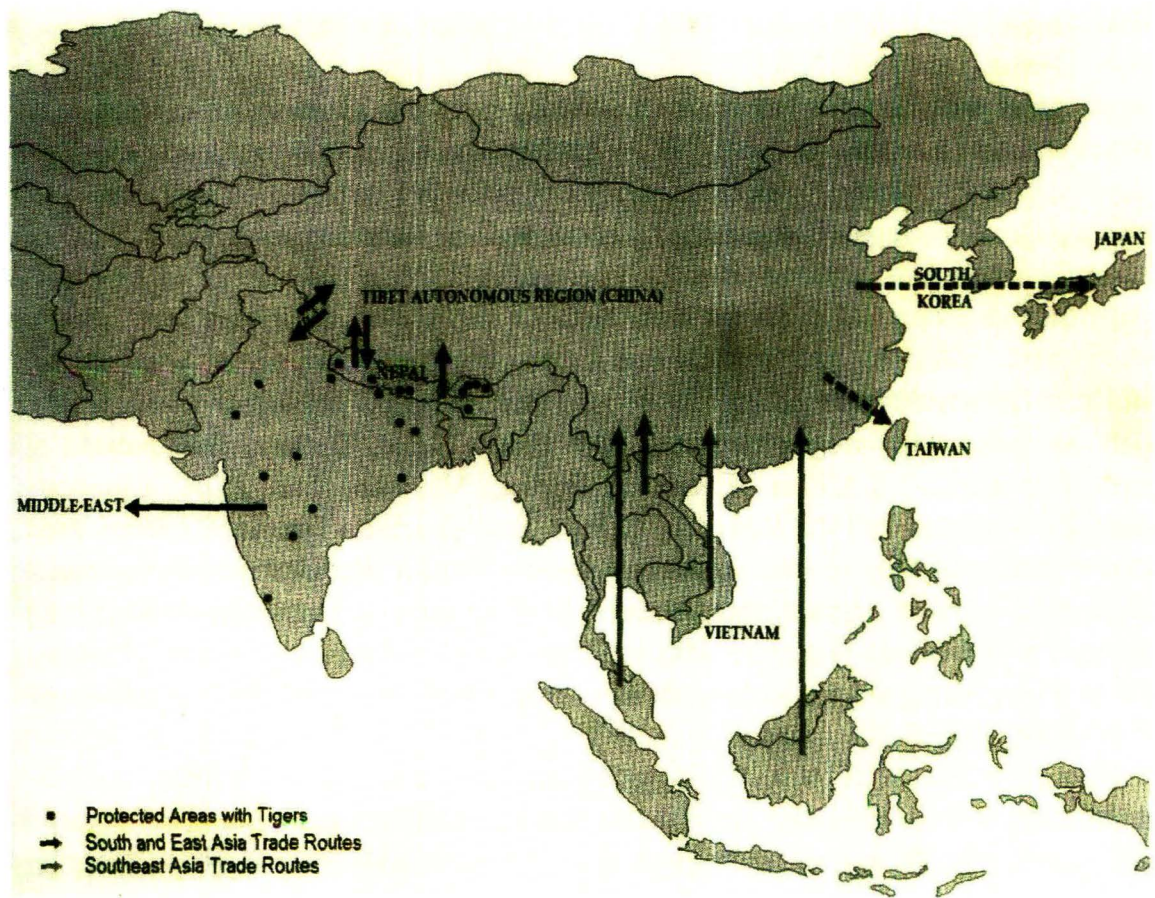 JAPAN
SOUTH
KOREA
TIBET AUTONOMOUS REGION (CHINA)
NEPAL
TAIWAN
MIDDLE-EAST
VIETNAM
Protected Areas with Tigers
South and East Asia Trade Routes
Southeast Asia Trade Routes